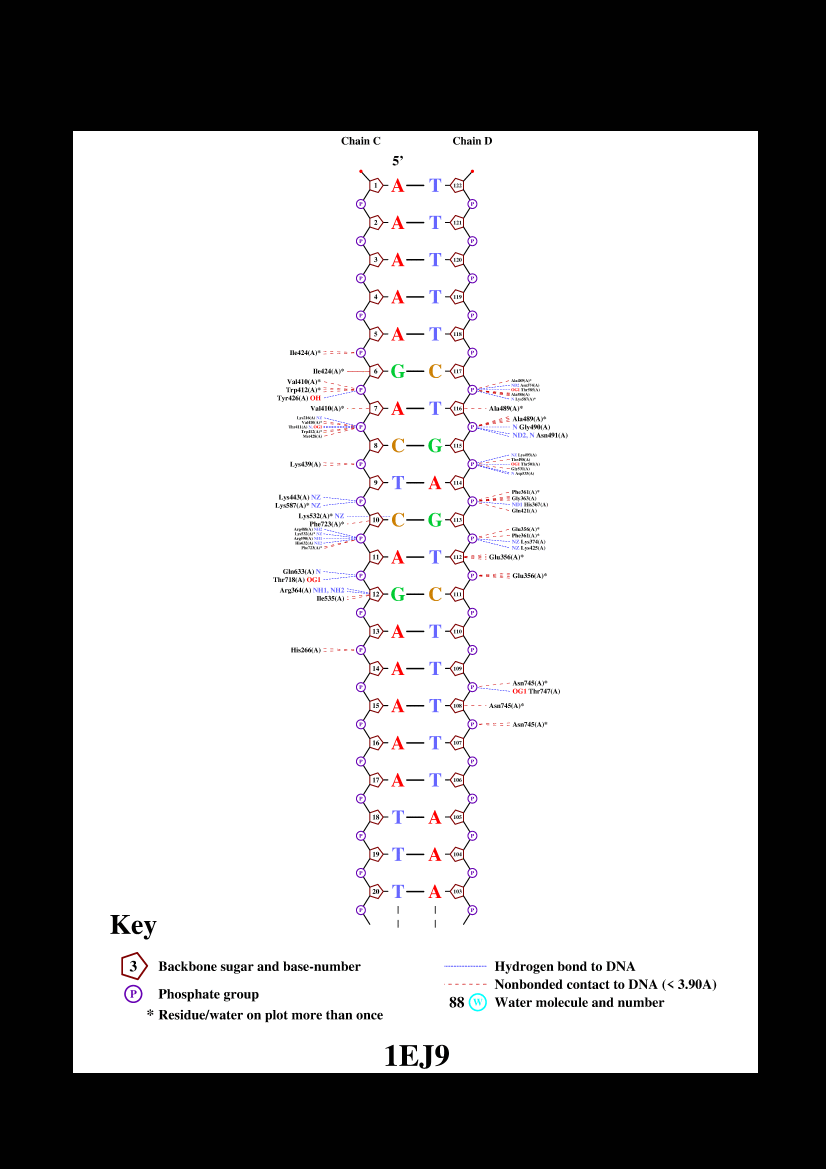 Chain C Chain D
5’
1 A T 122
P P
2 A T 121
P P
3 A T 120
P P
4 A T 119
P P
5 A T 118
Ile424(A)* P P
Ile424(A)* 6 G C 117
Val410(A)*
Trp412(A)* P P
Tyr426(A) OH
Val410(A)* 7 A T 116 Ala489(A)*
Ala489(A)*
P P N Gly490(A)
ND2, N Asn491(A)
8 C G 115
Lys439(A) P P
9 T A 114
Phe361(A)*
Lys443(A) NZ Gly363(A)
P P ND1 His367(A)
Lys587(A)* NZ Gln421(A)
Lys532(A)* NZ 10 C G 113
Phe723(A)*
Glu356(A)*
P P Phe361(A)*
NZ Lys374(A)
NZ Lys425(A)
11 A T 112 Glu356(A)*
Gln633(A) N P P Glu356(A)*
Thr718(A) OG1
Arg364(A) NH1, NH2 12 G C 111
Ile535(A)
P P
13 A T 110
His266(A) P P
14 A T 109
Asn745(A)*
P P OG1 Thr747(A)
15 A T 108 Asn745(A)*
P P Asn745(A)*
16 A T 107
P P
17 A T 106
P P
18 T A 105
P P
19 T A 104
P P
20 T A 103
P P
Key
3 Backbone sugar and base-number
P Phosphate group
* Residue/water on plot more than once
Hydrogen bond to DNA
Nonbonded contact to DNA (< 3.90A)
88 W Water molecule and number
1EJ9